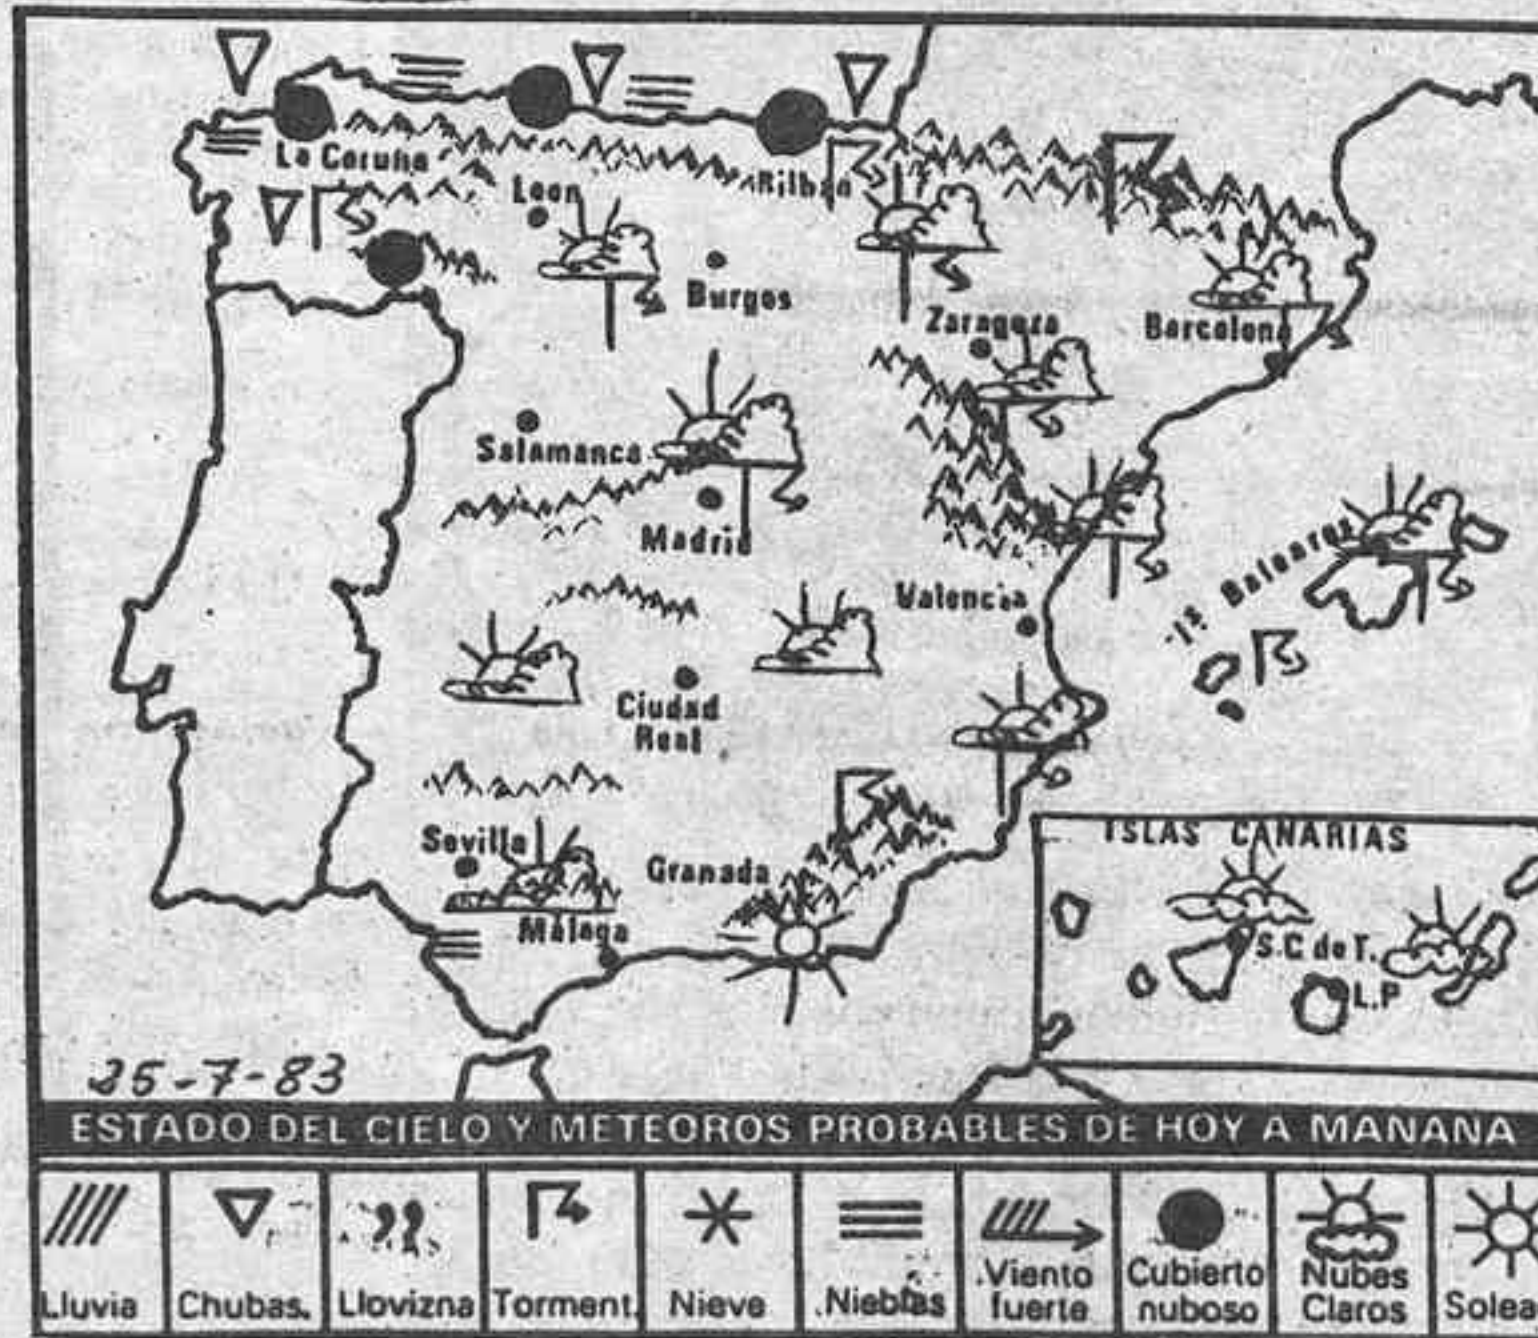 La Coruña
Leon
Bilbao
Burgos
Zaragoza
Barcelona
Salamanca
Madrid
Is Baleares
Valencia
Ciudad
Real
Sevilla
Granada
Málaga
ISLAS CANARIAS
S.C de T.
L.P
25-7-83
ESTADO DEL CIELO Y METEOROS PROBABLES DE HOY A MANANA
Lluvia
Chubas.
Llovizna
Torment.
Nieve
Nieblas
Viento
fuerte
Cubierto
nuboso
Nubes
Claros
Solea